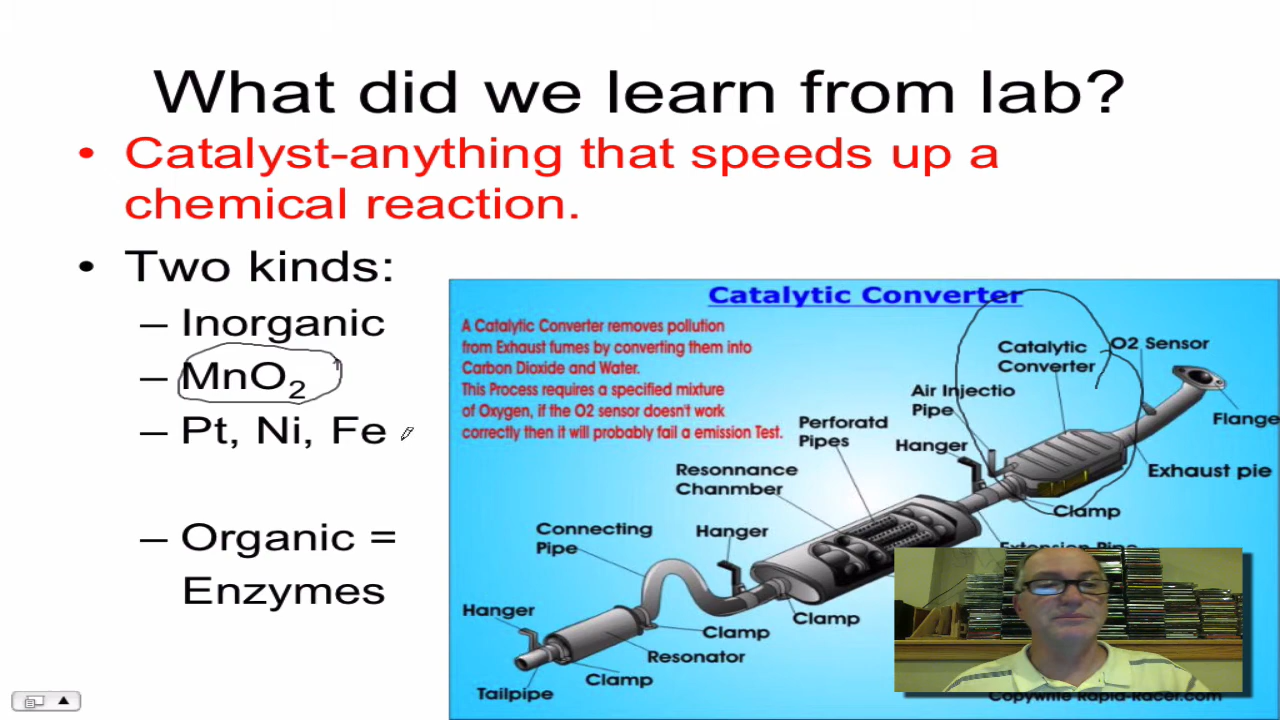 What did we learn from lab?
• Catalyst-anything that speeds up a
chemical reaction.
• Two kinds:
– Inorganic
– MnO2
– Pt, Ni, Fe
– Organic =
Enzymes
Catalytic Converter
A Catalytic Converter removes pollution
from Exhaust fumes by converting them into
Carbon Dioxide and Water.
This Process requires a specified mixture
of Oxygen, if the O2 sensor doesn't work
correctly then it will probably fail a emission Test.
Catalytic
Converter
O2 Sensor
Air Injectio
Pipe
Flange
Perforatd
Pipes
Hanger
Exhaust pie
Resonnance
Chanmber
Clamp
Connecting
Pipe
Hanger
Extension Pipe
Hanger
Clamp
Clamp
Resonator
Clamp
Tailpipe
Copywrite Rapid-Racer.com